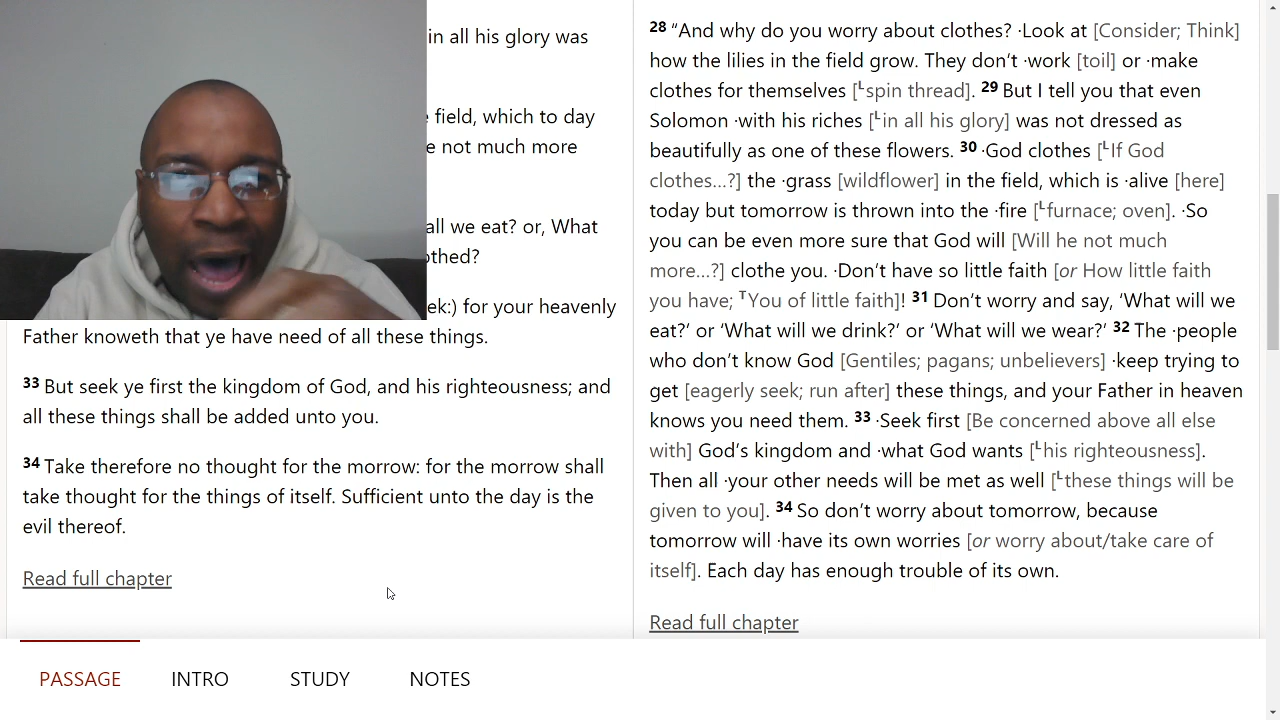 in all his glory was
field, which to day
not much more
all we eat? or, What
othed?
ek:) for your heavenly
Father knoweth that ye have need of all these things.
33 But seek ye first the kingdom of God, and his righteousness; and
all these things shall be added unto you.
34 Take therefore no thought for the morrow: for the morrow shall
take thought for the things of itself. Sufficient unto the day is the
evil thereof.
Read full chapter
28 “And why do you worry about clothes? ·Look at [Consider; Think]
how the lilies in the field grow. They don’t ·work [toil] or ·make
clothes for themselves [ᴸspin thread]. 29 But I tell you that even
Solomon ·with his riches [ᴸin all his glory] was not dressed as
beautifully as one of these flowers. 30 ·God clothes [ᴸIf God
clothes…?] the ·grass [wildflower] in the field, which is ·alive [here]
today but tomorrow is thrown into the ·fire [ᴸfurnace; oven]. ·So
you can be even more sure that God will [Will he not much
more…?] clothe you. ·Don’t have so little faith [or How little faith
you have; ᵀYou of little faith]! 31 Don’t worry and say, ‘What will we
eat?’ or ‘What will we drink?’ or ‘What will we wear?’ 32 The ·people
who don’t know God [Gentiles; pagans; unbelievers] ·keep trying to
get [eagerly seek; run after] these things, and your Father in heaven
knows you need them. 33 ·Seek first [Be concerned above all else
with] God’s kingdom and ·what God wants [ᴸhis righteousness].
Then all ·your other needs will be met as well [ᴸthese things will be
given to you]. 34 So don’t worry about tomorrow, because
tomorrow will ·have its own worries [or worry about/take care of
itself]. Each day has enough trouble of its own.
Read full chapter
PASSAGE INTRO STUDY NOTES